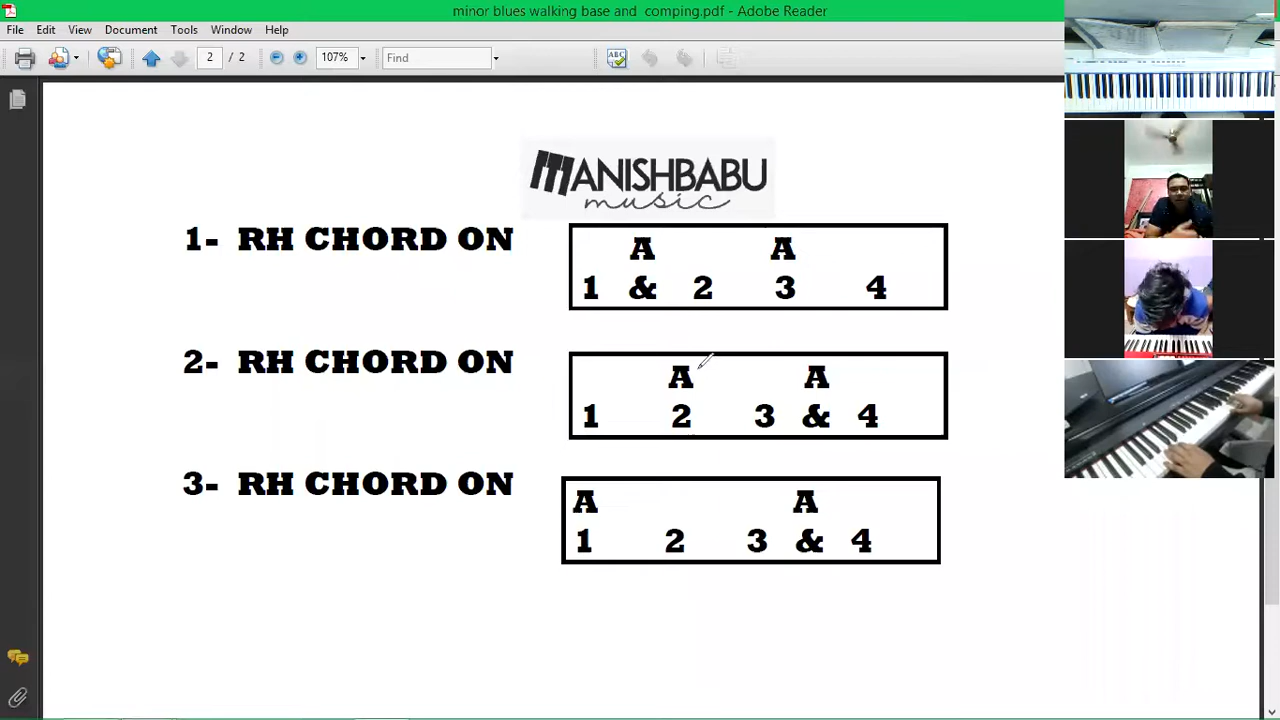 minor blues walking base and comping.pdf - Adobe Reader
File Edit View Document Tools Window Help
2 / 2 107% Find
MANISHBABU
music
1- RH CHORD ON
A A
1 & 2 3 4
2- RH CHORD ON
A A
1 2 3 & 4
3- RH CHORD ON
A A
1 2 3 & 4